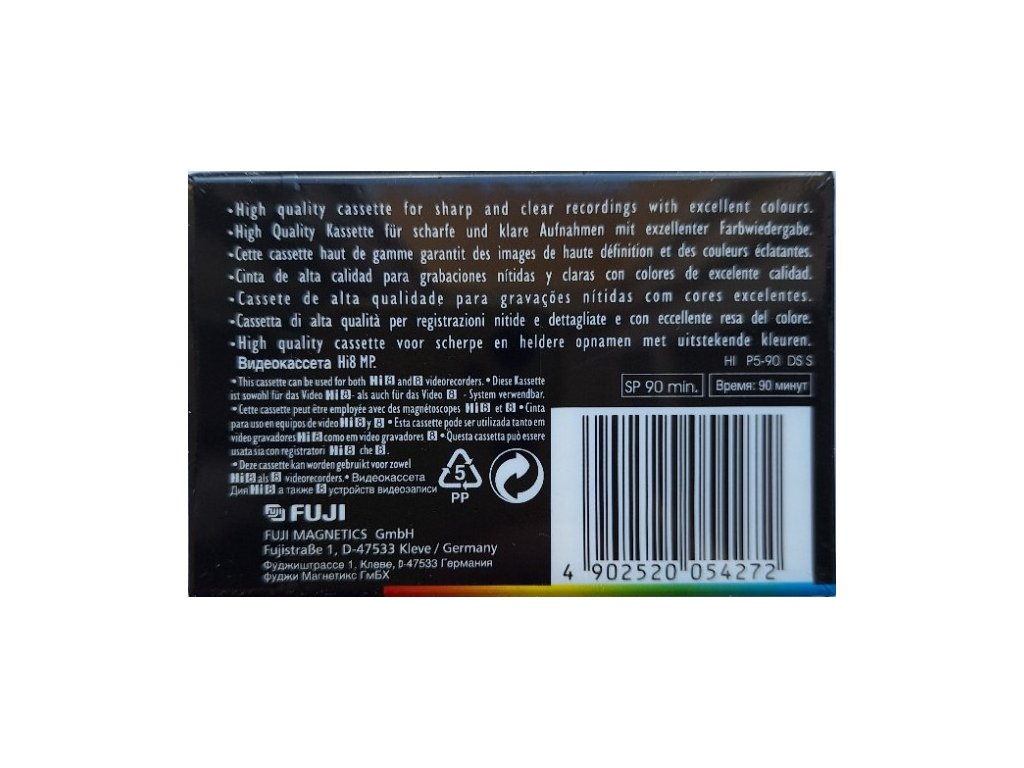 •High quality cassette for sharp and clear recordings with excellent colours.
•High Quality Kassette für scharfe und klare Aufnahmen mit exzellenter Farbwiedergabe.
•Cette cassette haut de gamme garantit des images de haute définition et des couleurs éclatantes.
•Cinta de alta calidad para grabaciones nítidas y claras con colores de excelente calidad.
•Cassete de alta qualidade para gravações nítidas com cores excelentes.
•Cassetta di alta qualità per registrazioni nitide e dettagliate e con eccellente resa del colore.
•High quality cassette voor scherpe en heldere opnamen met uitstekende kleuren.
Видеокассета Hi8 MP.
HI P5-90 DS S
SP 90 min.
Время: 90 минут
•This cassette can be used for both Hi8 and 8 videorecorders. • Diese Kassette
ist sowohl für das Video Hi8- als auch für das Video 8 - System verwendbar.
•Cette cassette peut être employée avec des magnétoscopes Hi8 et 8 • Cinta
para uso en equipos de video Hi8 y 8 • Esta cassette pode ser utilizada tanto em
video gravadores Hi8 como em video gravadores 8 • Questa cassetta può essere
usata sia con registratori Hi8 che 8.
•Deze cassette kan worden gebruikt voor zowel
Hi8 als 8 videorecorders. • Видеокассета
Для Hi8 а также 8 устройств видеозаписи
5
PP
Fuji FUJI
FUJI MAGNETICS GmbH
Fujistraße 1, D-47533 Kleve / Germany
Фуджиштрассе 1, Клеве, D-47533 Германия
фуджи Магнетикс ГмБХ
4 902520 054272